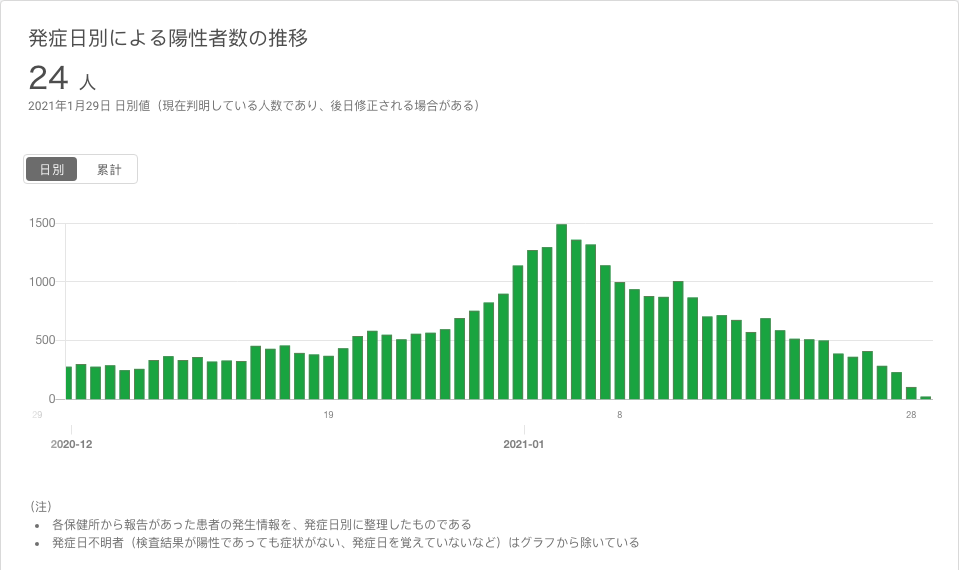 発症日別による陽性者数の推移
24 人
2021年1月29日 日別値（現在判明している人数であり、後日修正される場合がある）
日別 累計
1500
1000
500
0
29 19 8 28
2020-12 2021-01
（注）
• 各保健所から報告があった患者の発生情報を、発症日別に整理したものである
• 発症日不明者（検査結果が陽性であっても症状がない、発症日を覚えていないなど）はグラフから除いている